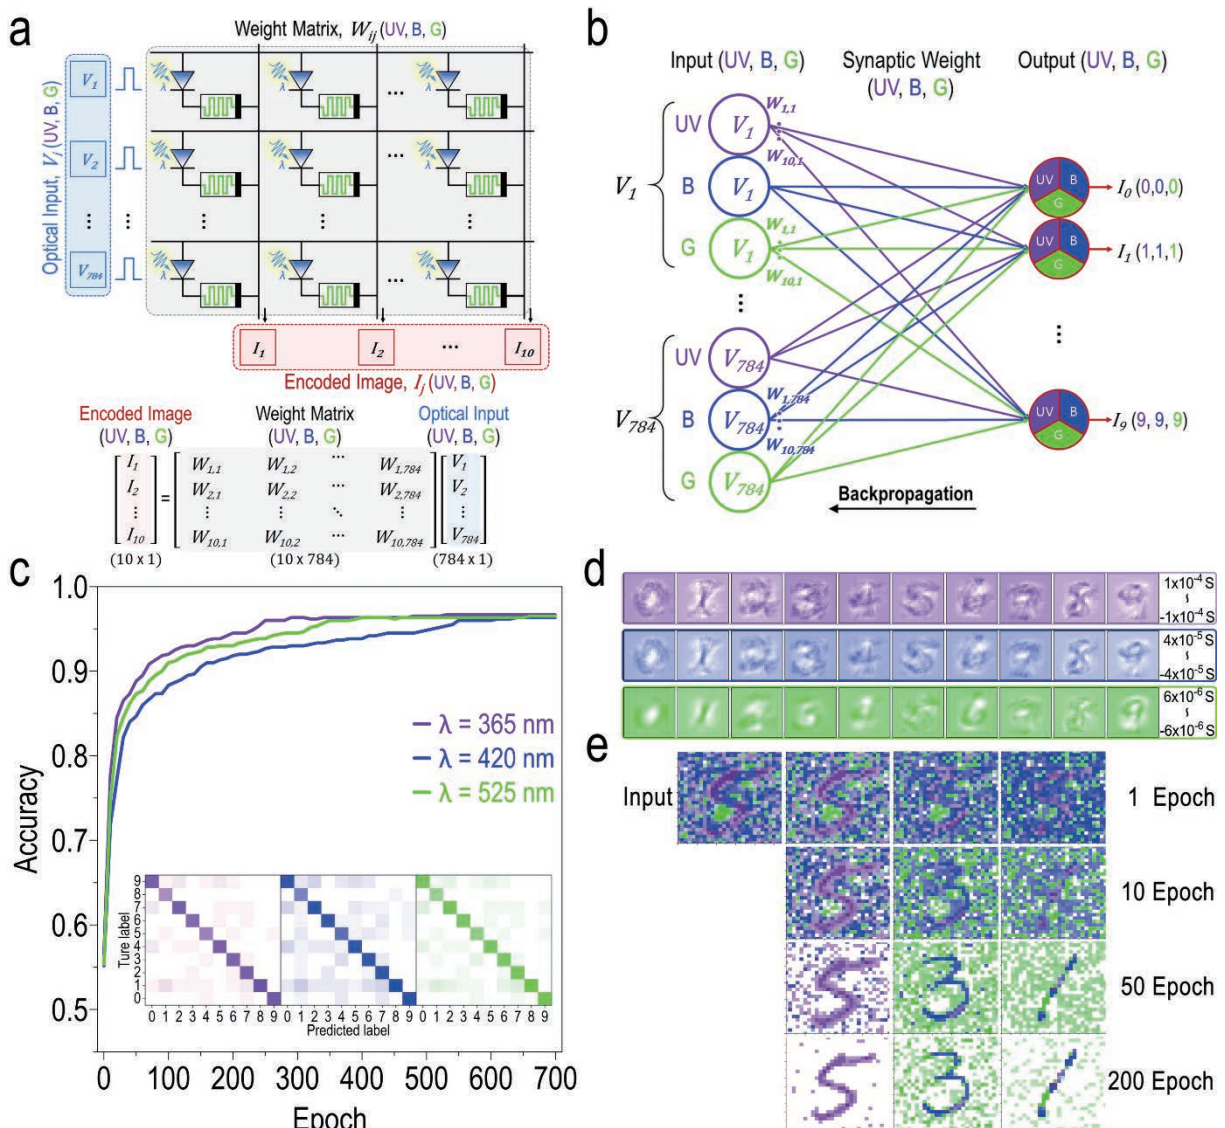 a
Weight Matrix, W_ij (UV, B, G)
Optical Input, V_j (UV, B, G)
V_1
λ λ ... λ
V_2
λ λ ... λ
⋮ ⋮ ⋮ ⋮ ⋮
V_784
λ λ ... λ
I_1 I_2 ... I_10
Encoded Image, I_j (UV, B, G)
Encoded Image Weight Matrix Optical Input
(UV, B, G) (UV, B, G) (UV, B, G)
I_1 W_1,1 W_1,2 ... W_1,784 V_1
I_2 = W_2,1 W_2,2 ... W_2,784 V_2
⋮ ⋮ ⋮ ⋱ ⋮ ⋮
I_10 W_10,1 W_10,2 ... W_10,784 V_784
(10 x 1) (10 x 784) (784 x 1)
b
Input (UV, B, G) Synaptic Weight Output (UV, B, G)
(UV, B, G)
V_1
UV V_1 W_1,1
W_10,1
B V_1
G V_1 W_1,1
W_10,1
⋮
V_784
UV V_784
B V_784 W_1,784
W_10,784
G V_784
UV B G I_0 (0,0,0)
UV B G I_1 (1,1,1)
⋮
UV B G I_9 (9, 9, 9)
Backpropagation
c
Accuracy
1.0
0.9
0.8
0.7
0.6
0.5
λ = 365 nm
λ = 420 nm
λ = 525 nm
Ture label
9
8
7
6
5
4
3
2
1
0
0 1 2 3 4 5 6 7 8 9 0 1 2 3 4 5 6 7 8 9 0 1 2 3 4 5 6 7 8 9
Predicted label
0 100 200 300 400 500 600 700
Epoch
d
1x10^-4 S
~
-1x10^-4 S
4x10^-5 S
~
-4x10^-5 S
6x10^-6 S
~
-6x10^-6 S
e
Input
1 Epoch
10 Epoch
50 Epoch
200 Epoch